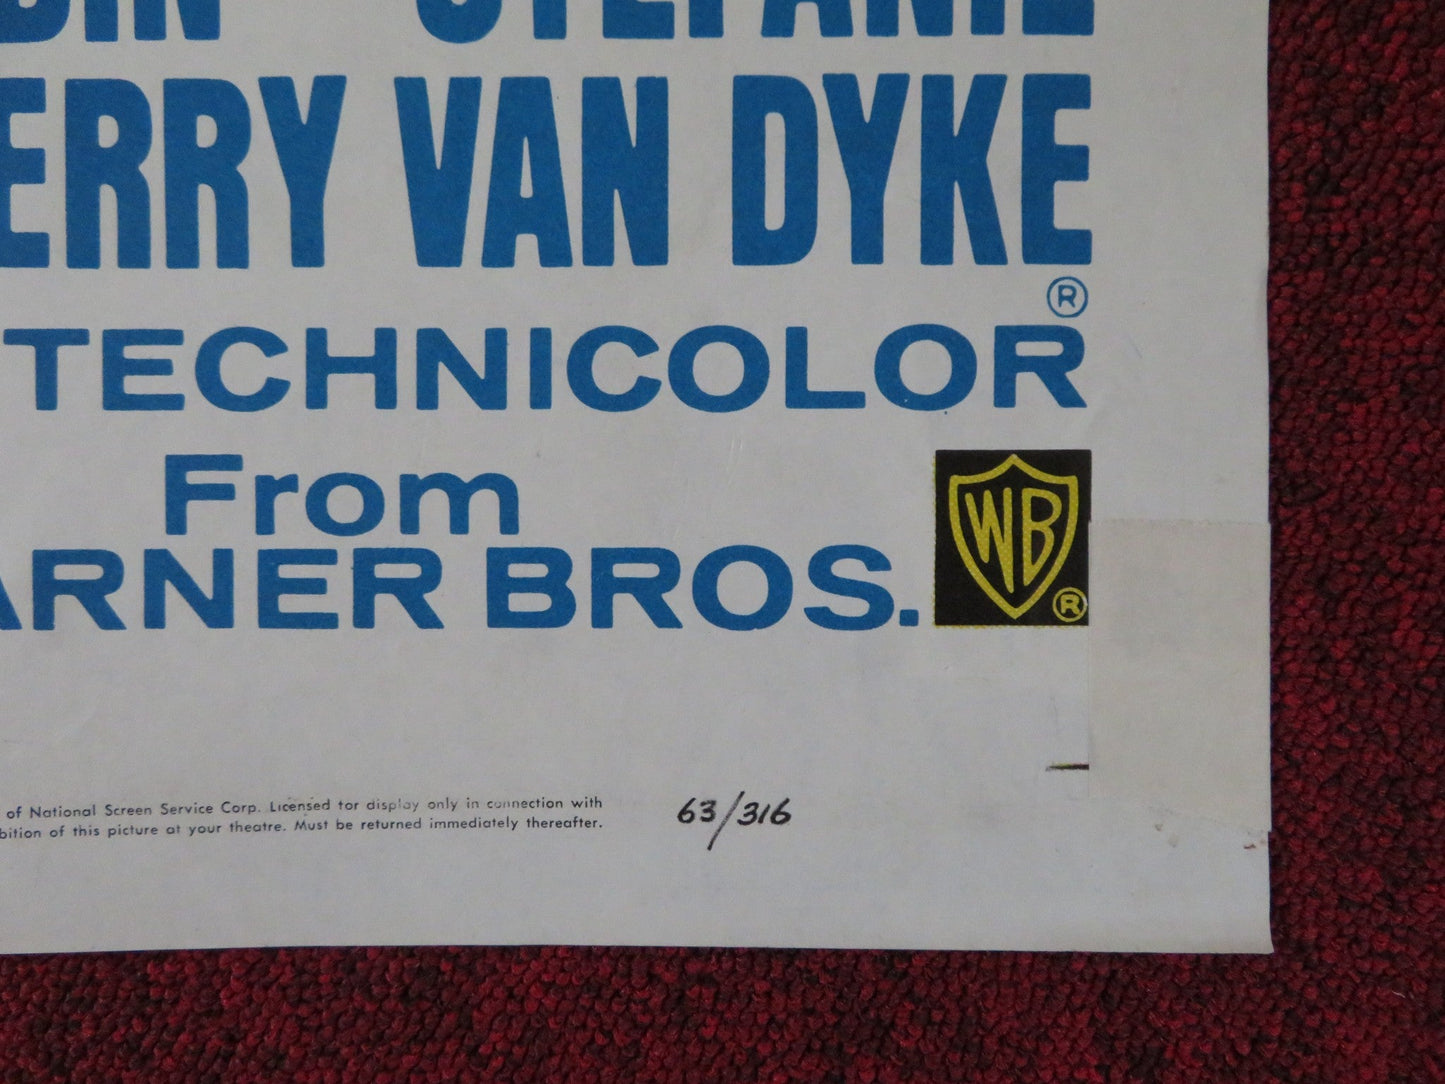 STEFANIE
ERRY VAN DYKE
®
TECHNICOLOR
From
ARNER BROS. WB ®
of National Screen Service Corp. Licensed for display only in connection with
bition of this picture at your theatre. Must be returned immediately thereafter.
63/316